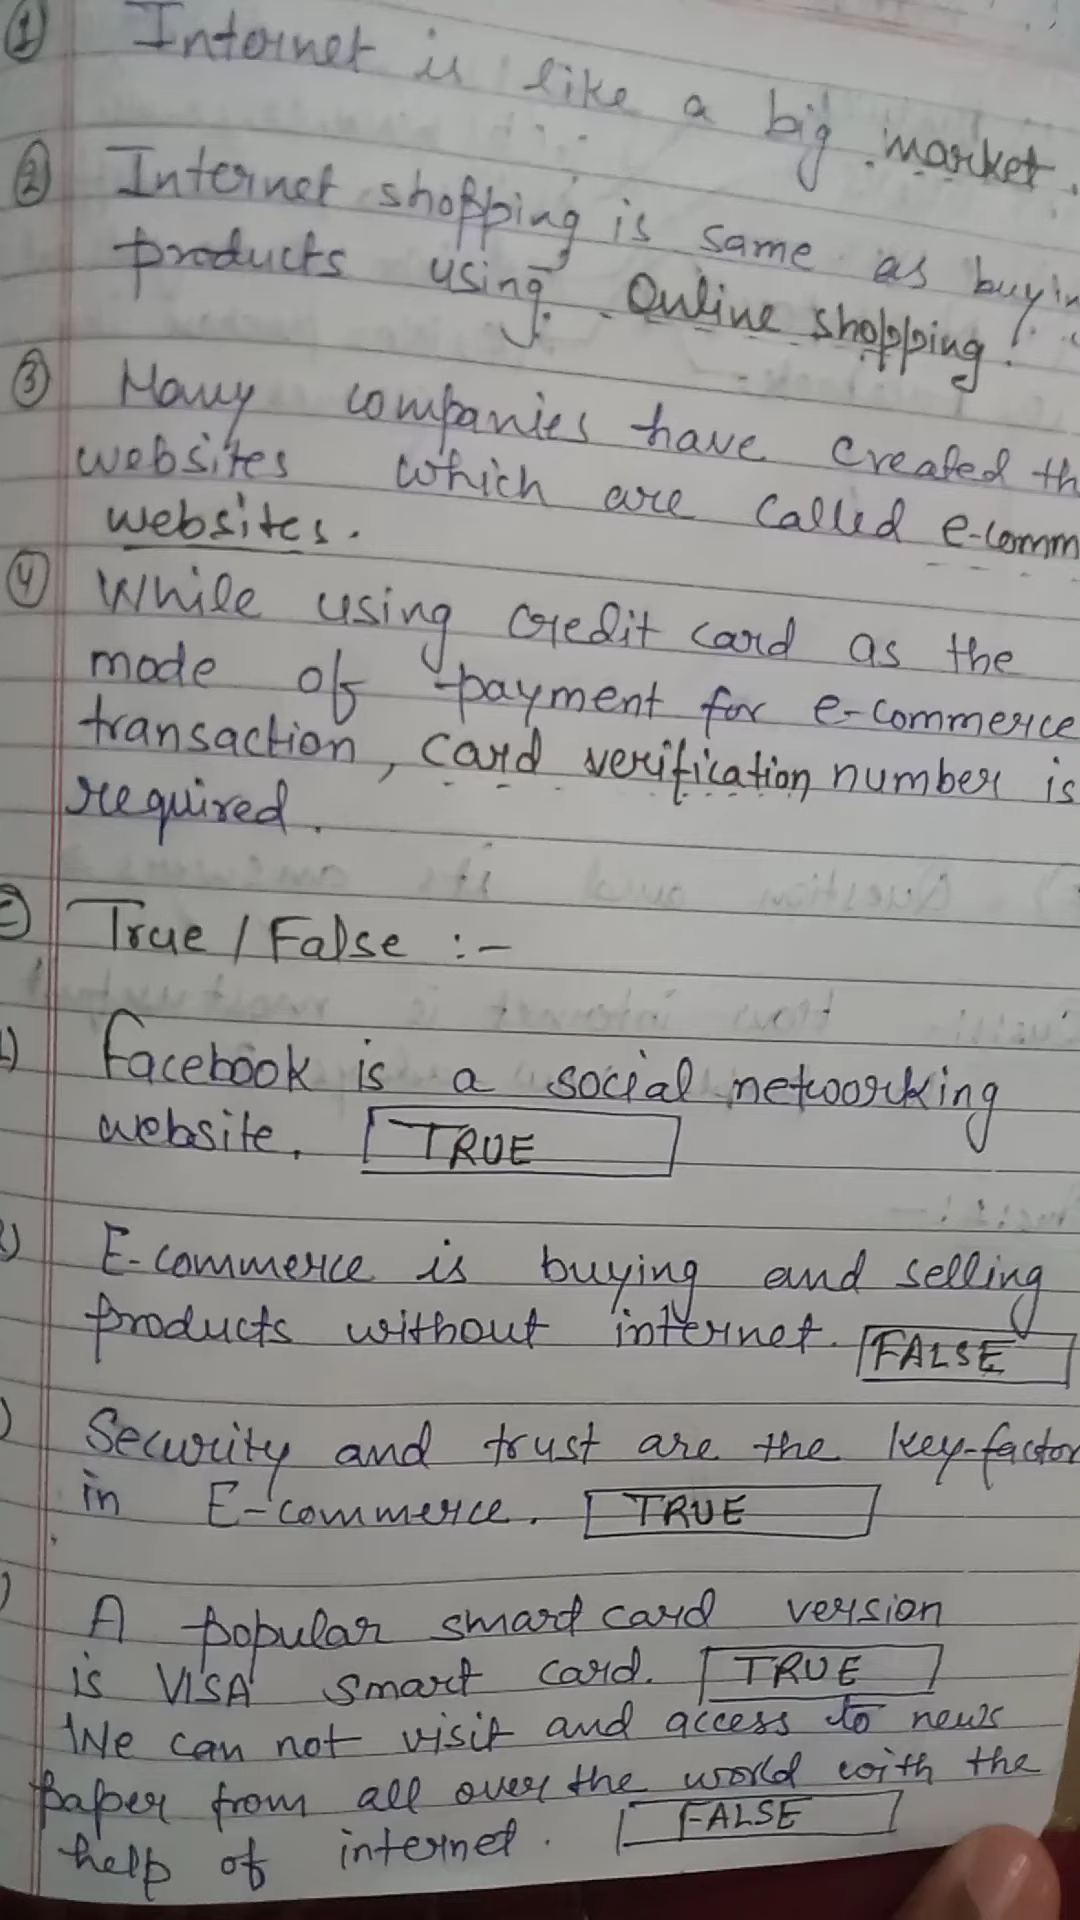 ① Internet is like a big market.
② Internet shopping is same as buyin
products using Online shopping.
③ Many companies have created th
websites which are called e-comm
websites.
④ While using credit card as the
mode of payment for e-commerce
transaction, card verification number is
required.
True / False :-
Facebook is a social networking
website. TRUE
E-commerce is buying and selling
products without internet. FALSE
Security and trust are the key-factor
in E-commerce. TRUE
A popular smart card version
is VISA smart card. TRUE
We can not visit and access to news
paper from all over the world with the
help of internet. FALSE